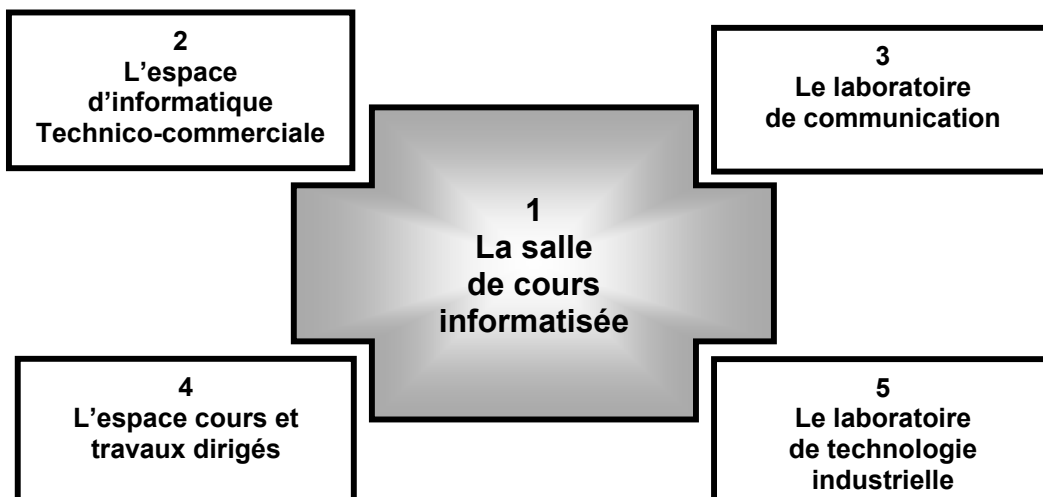 2
L'espace
d'informatique
Technico-commerciale
3
Le laboratoire
de communication
1
La salle
de cours
informatisée
4
L'espace cours et
travaux dirigés
5
Le laboratoire
de technologie
industrielle